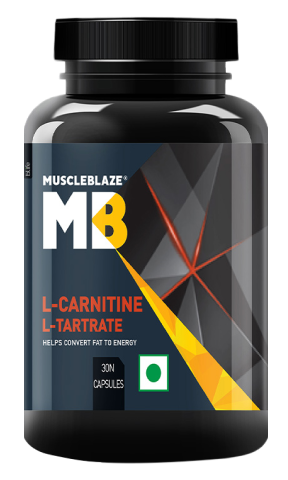 MUSCLEBLAZE®
MB
L-CARNITINE
L-TARTRATE
HELPS CONVERT FAT TO ENERGY
30N
CAPSULES